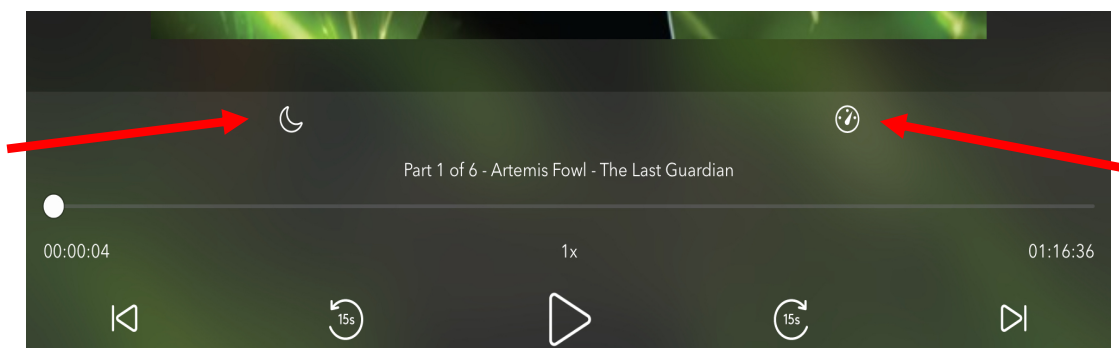 Part 1 of 6 - Artemis Fowl - The Last Guardian
00:00:04 1x 01:16:36
15s 15s